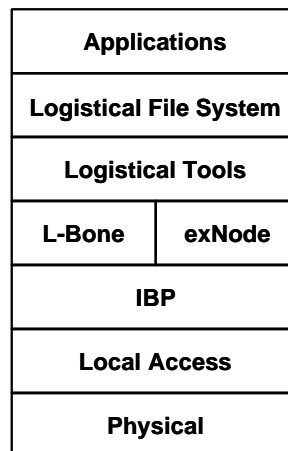 Applications
Logistical File System
Logistical Tools
L-Bone exNode
IBP
Local Access
Physical